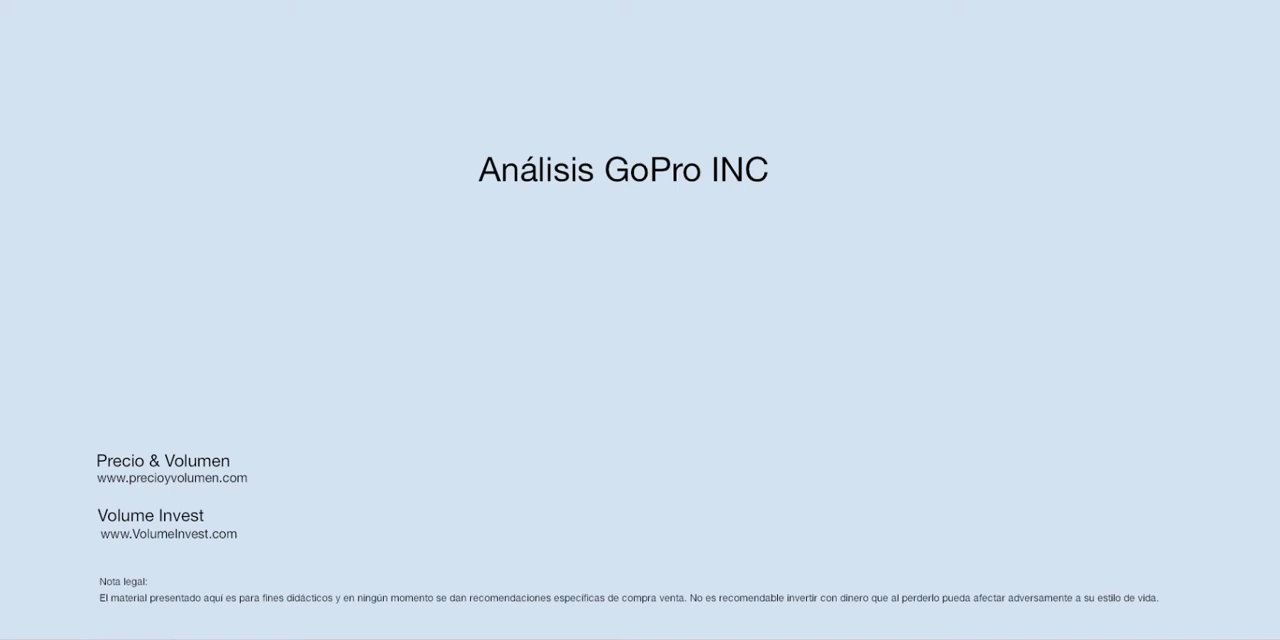 Análisis GoPro INC
Precio & Volumen
www.precioyvolumen.com
Volume Invest
www.VolumeInvest.com
Nota legal:
El material presentado aquí es para fines didácticos y en ningún momento se dan recomendaciones específicas de compra venta. No es recomendable invertir con dinero que al perderlo pueda afectar adversamente a su estilo de vida.